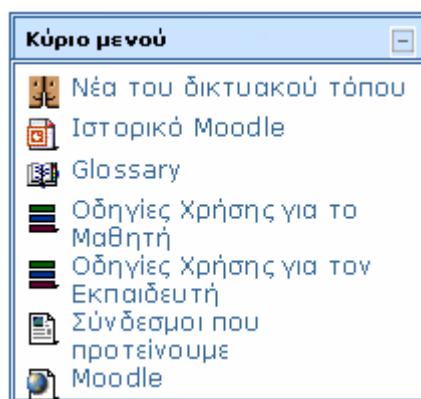 Κύριο μενού
Νέα του δικτυακού τόπου
Ιστορικό Moodle
Glossary
Οδηγίες Χρήσης για το
Μαθητή
Οδηγίες Χρήσης για τον
Εκπαιδευτή
Σύνδεσμοι που
προτείνουμε
Moodle